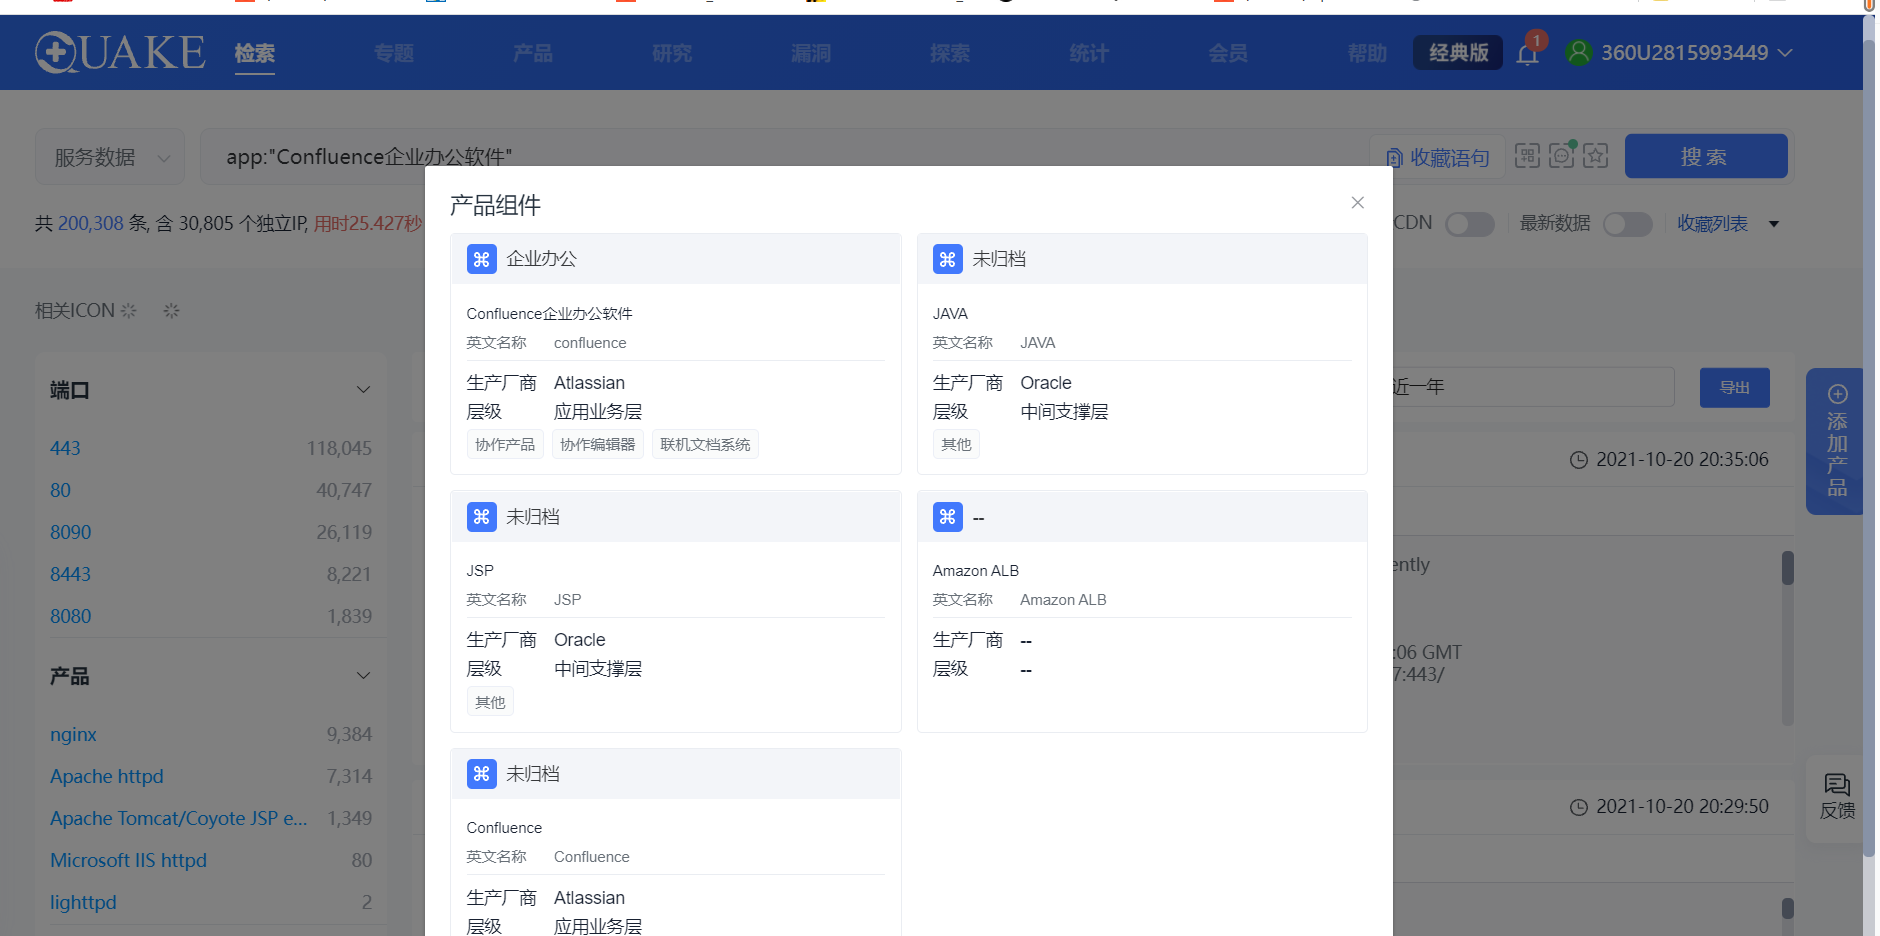 QUAKE 检索 专题 产品 研究 漏洞 探索 统计 会员 帮助 经典版 1 360U2815993449
服务数据 app:"Confluence企业办公软件" 收藏语句 搜索
共 200,308 条, 含 30,805 个独立IP, 用时25.427秒 CDN 最新数据 收藏列表
相关ICON
端口
443 118,045
80 40,747
8090 26,119
8443 8,221
8080 1,839
产品
nginx 9,384
Apache httpd 7,314
Apache Tomcat/Coyote JSP e... 1,349
Microsoft IIS httpd 80
lighttpd 2
产品组件
企业办公
Confluence企业办公软件
英文名称 confluence
生产厂商 Atlassian
层级 应用业务层
协作产品 协作编辑器 联机文档系统
未归档
JAVA
英文名称 JAVA
生产厂商 Oracle
层级 中间支撑层
其他
未归档
JSP
英文名称 JSP
生产厂商 Oracle
层级 中间支撑层
其他
--
Amazon ALB
英文名称 Amazon ALB
生产厂商 --
层级 --
未归档
Confluence
英文名称 Confluence
生产厂商 Atlassian
层级 应用业务层
近一年 导出
2021-10-20 20:35:06
ently
:06 GMT
7:443/
2021-10-20 20:29:50
添加产品
反馈